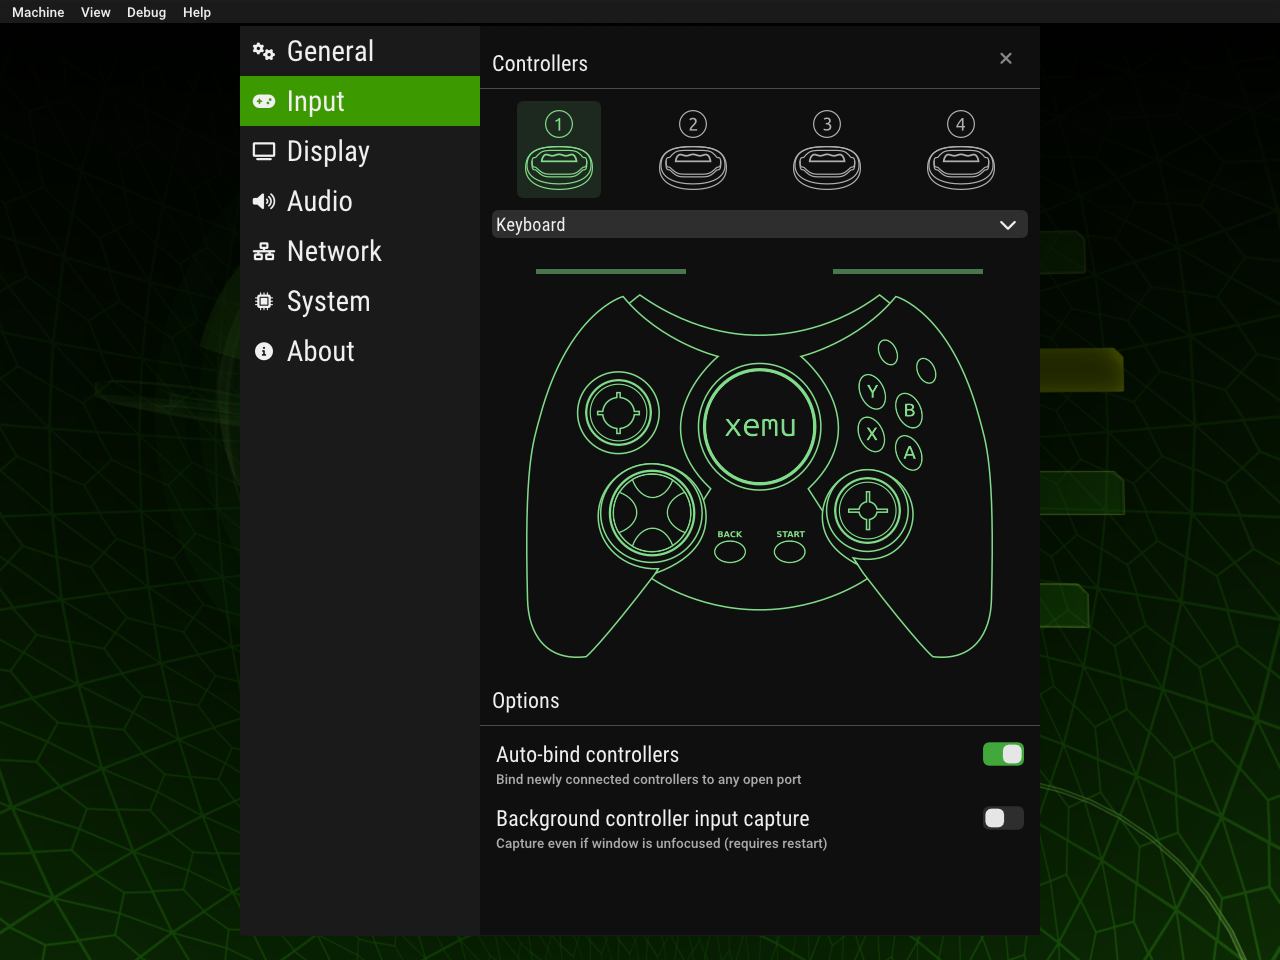 Machine View Debug Help
General
Input
Display
Audio
Network
System
About
Controllers
1 2 3 4
Keyboard
Y
B
xemu
X
A
BACK START
Options
Auto-bind controllers
Bind newly connected controllers to any open port
Background controller input capture
Capture even if window is unfocused (requires restart)